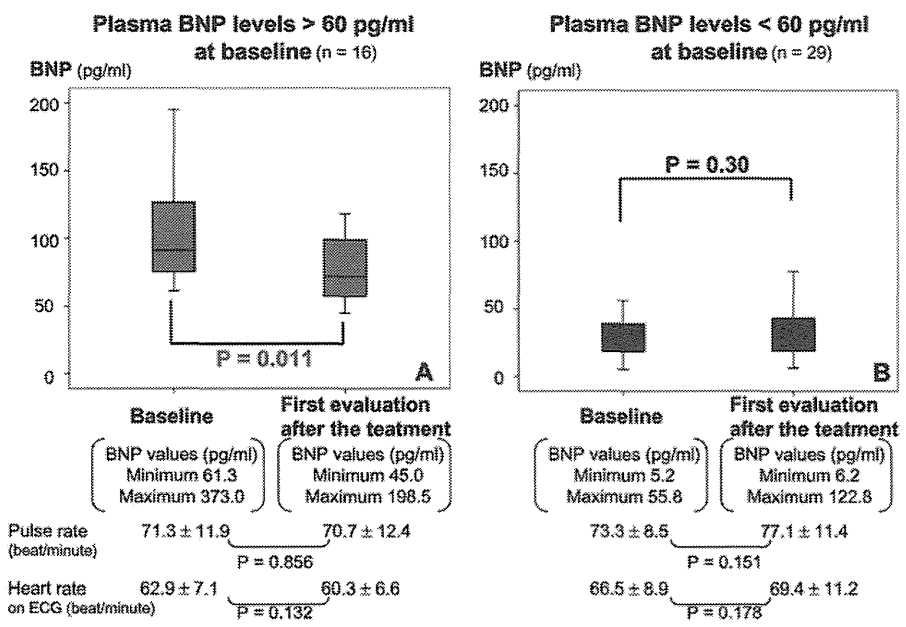 Plasma BNP levels > 60 pg/ml
at baseline (n = 16)
BNP (pg/ml)
200
150
100
50
0
P = 0.011
A
Baseline
First evaluation
after the teatment
BNP values (pg/ml)
Minimum 61.3
Maximum 373.0
BNP values (pg/ml)
Minimum 45.0
Maximum 198.5
Plasma BNP levels < 60 pg/ml
at baseline (n = 29)
BNP (pg/ml)
200
150
100
50
0
P = 0.30
B
Baseline
First evaluation
after the teatment
BNP values (pg/ml)
Minimum 5.2
Maximum 55.8
BNP values (pg/ml)
Minimum 6.2
Maximum 122.8
Pulse rate
(beat/minute)
71.3 ± 11.9 70.7 ± 12.4 73.3 ± 8.5 77.1 ± 11.4
P = 0.856 P = 0.151
Heart rate
on ECG (beat/minute)
62.9 ± 7.1 60.3 ± 6.6 66.5 ± 8.9 69.4 ± 11.2
P = 0.132 P = 0.178